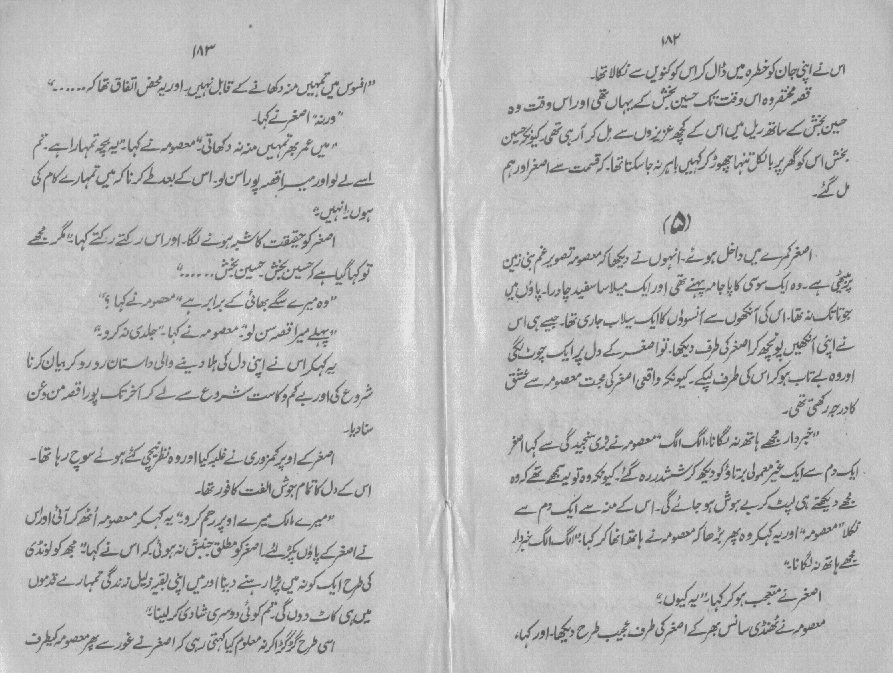 ۱۸۲
اس نے اپنی جان کو خطرہ میں ڈال کر اس کو کنویں سے نکالا تھا۔
قصہ مختصر وہ اس وقت تک حسین بخش کے یہاں تھی اور اس وقت وہ
حسین بخش کے ساتھ ریل میں اس کے کچھ عزیزوں سے مل کر آ رہی تھی۔ کیونکہ حسین
بخش اس کو گھر پر بالکل تنہا چھوڑ کر کہیں باہر نہ جا سکتا تھا۔ کہ قسمت سے اصغر اور ہم
مل گئے۔
(۵)
اصغر کمرے میں داخل ہوئے۔ انہوں نے دیکھا کہ معصومہ تصویر غم بنی زمین
پر بیٹھی ہے۔ وہ ایک سوسی کا پاجامہ پہنے تھی اور ایک میلا سا سفید چادرا۔ پاؤں میں
جوتا تک نہ تھا۔ اس کی آنکھوں سے آنسوؤں کا ایک سیلاب جاری تھا۔ جیسے ہی اس
نے اپنی آنکھیں پونچھ کر اصغر کی طرف دیکھا۔ تو اصغر کے دل پر ایک چوٹ لگی
اور وہ بے تاب ہو کر اس کی طرف لپکے۔ کیونکہ واقعی اصغر کی محبت معصومہ سے عشق
کا درجہ رکھتی تھی۔
"خبردار مجھے ہاتھ نہ لگانا، الگ الگ" معصومہ نے بڑی سنجیدگی سے کہا اصغر
ایک دم سے ایک غیر معمولی برتاؤ کو دیکھ کر ششدر رہ گئے! کیونکہ وہ تو یہ سمجھے تھے کہ وہ
مجھے دیکھتے ہی لپٹ کر بے ہوش ہو جائے گی۔ اس کے منہ سے ایک دم سے
نکلا "معصومہ" اور یہ کہہ کر وہ پھر بڑھا کہ معصومہ نے ہاتھ اٹھا کر کہا: "الگ الگ خبردار
مجھے ہاتھ نہ لگانا۔"
اصغر نے متعجب ہو کر کہا: "یہ کیوں؟"
معصومہ نے ٹھنڈی سانس بھر کے اصغر کی طرف عجیب طرح دیکھا۔ اور کہا،
۱۸۳
"افسوس میں تمہیں منہ دکھانے کے قابل نہیں۔ اور یہ محض اتفاق تھا کہ ......"
"ورنہ" اصغر نے کہا۔
"میں عمر بھر تمہیں منہ نہ دکھاتی" معصومہ نے کہا۔ "یہ بچہ تمہارا ہے۔ تم
اسے لے لو اور میرا قصہ پورا سن لو۔ اس کے بعد طے کرنا کہ میں تمہارے کام کی
ہوں یا نہیں۔"
اصغر کو حقیقت کا شبہ ہونے لگا۔ اور اس رکتے رکتے کہا: "مگر مجھے
تو کہا گیا ہے کہ حسین بخش۔ حسین بخش ......"
"وہ میرے سگے بھائی کے برابر ہے" معصومہ نے کہا؟"
"پہلے میرا قصہ سن لو" معصومہ نے کہا۔ "جلدی نہ کرو۔"
یہ کہہ کر اس نے اپنی دل کی ہلا دینے والی داستان رو رو کر بیان کرنا
شروع کی اور بے کم و کاست شروع سے لے کر آخر تک پورا قصہ من و عن
سنا دیا۔
اصغر کے اوپر کمزوری نے غلبہ کیا اور وہ نظر نیچی کئے ہوئے سوچ رہا تھا۔
اس کے دل کا تمام جوش الفت کافور تھا۔
"میرے مالک میرے اوپر رحم کرو۔" یہ کہہ کر معصومہ اٹھ کر آئی اور اس
نے اصغر کے پاؤں پکڑ لئے۔ اصغر کو مطلق جنبش نہ ہوئی کہ اس نے کہا: "مجھ کو لونڈی
کی طرح ایک کونہ میں پڑا رہنے دینا اور میں اپنی بقیہ ذلیل زندگی تمہارے قدموں
میں ہی کاٹ دوں گی۔ تم کوئی دوسری شادی کر لینا۔"
اسی طرح گڑگڑا کر نہ معلوم کیا کہتی رہی کہ اصغر نے غور سے پھر معصومہ کیطرف